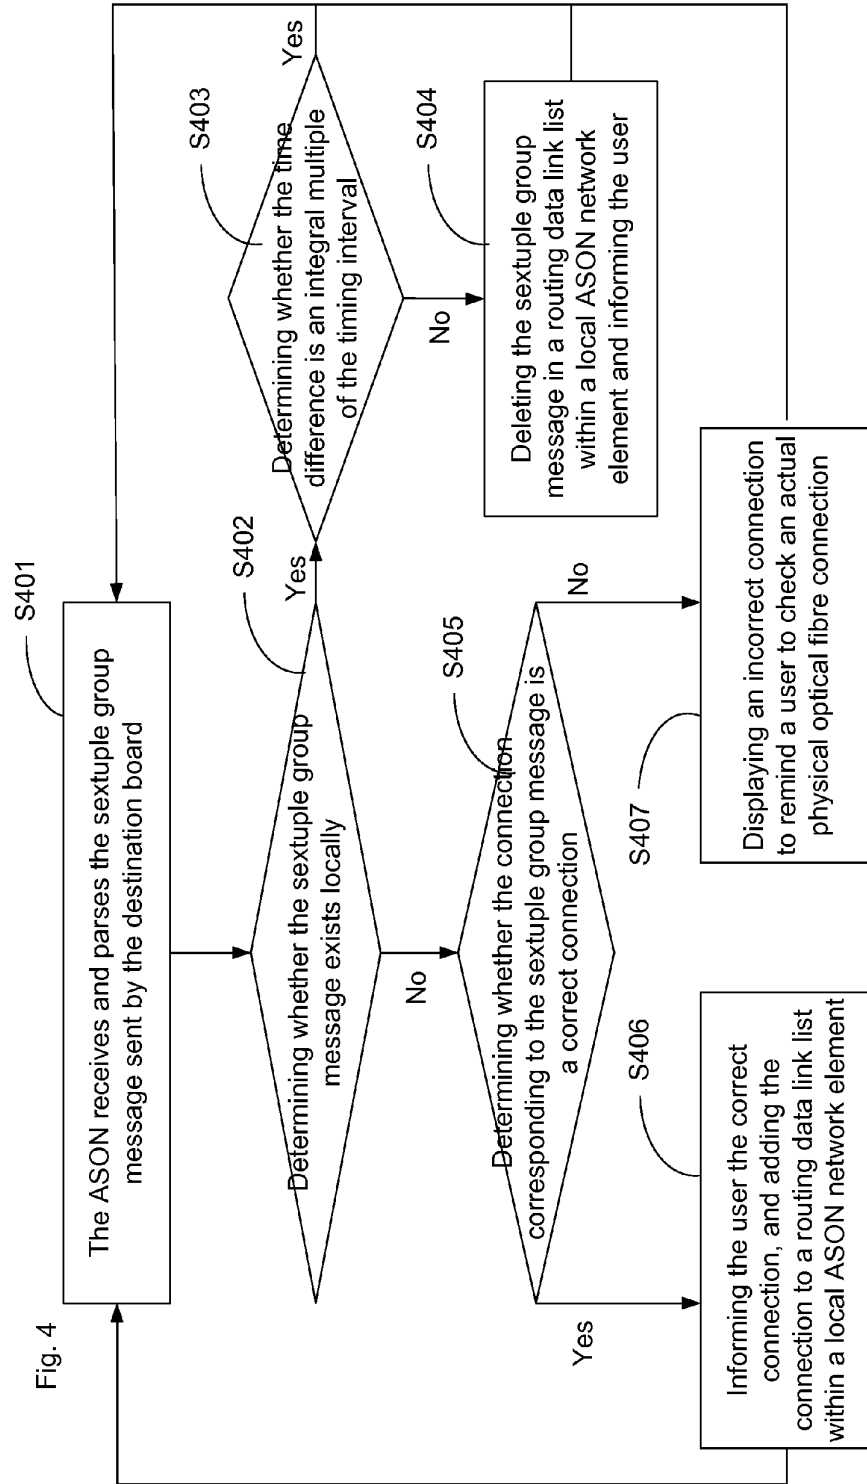 Fig. 4
S401
The ASON receives and parses the sextuple group
message sent by the destination board
S402
Determining whether the sextuple group
message exists locally
Yes
No
S403
Determining whether the time
difference is an integral multiple
of the timing interval
Yes
No
S404
Deleting the sextuple group
message in a routing data link list
within a local ASON network
element and informing the user
S405
Determining whether the connection
corresponding to the sextuple group message is
a correct connection
Yes
No
S406
Informing the user the correct
connection, and adding the
connection to a routing data link list
within a local ASON network element
S407
Displaying an incorrect connection
to remind a user to check an actual
physical optical fibre connection